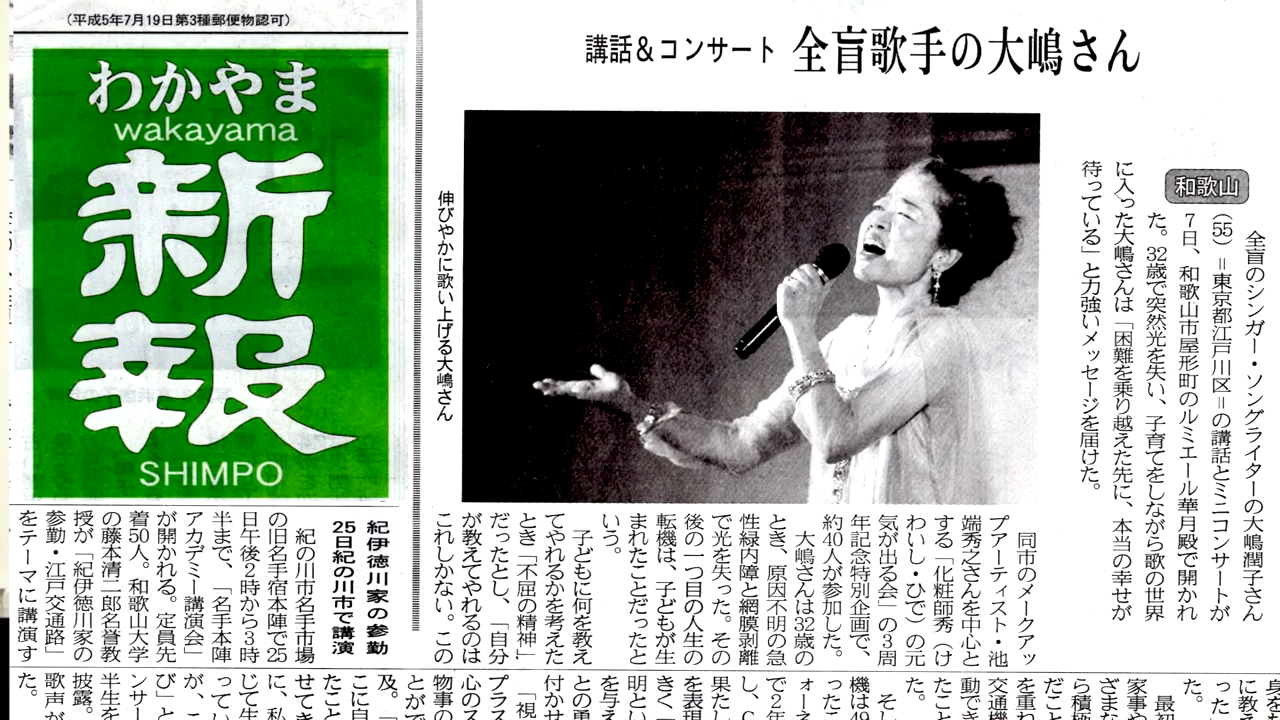 (平成5年7月19日第3種郵便物認可)
わかやま
wakayama
新
報
SHIMPO
講話&コンサート 全盲歌手の大嶋さん
和歌山
全盲のシンガー・ソングライターの大嶋潤子さん
(55)=東京都江戸川区=の講話とミニコンサートが
7日、和歌山市屋形町のルミエール華月殿で開かれ
た。32歳で突然光を失い、子育てをしながら歌の世界
に入った大嶋さんは「困難を乗り越えた先に、本当の幸せが
待っている」と力強いメッセージを届けた。
伸びやかに歌い上げる大嶋さん
同市のメークアッ
プアーティスト・池
端秀之さんを中心と
する「化粧師秀(け
わいし・ひで)の元
気が出る会」の3周
年記念特別企画で、
約40人が参加した。
大嶋さんは32歳の
とき、原因不明の急
性緑内障と網膜剥離
で光を失った。その
後の一つ目の人生の
転機は、子どもが生
まれたことだったと
いう。
子どもに何を教え
てやれるかを考えた
とき「不屈の精神」
だったとし、「自分
が教えてやれるのは
これしかない。この
紀伊徳川家の参勤
25日紀の川市で講演
紀の川市名手市場
の旧名手宿本陣で25
日午後2時から3時
半まで、「名手本陣
アカデミー講演会」
が開かれる。定員先
着50人。和歌山大学
の藤本清二郎名誉教
授が「紀伊徳川家の
参勤・江戸交通路」
をテーマに講演す